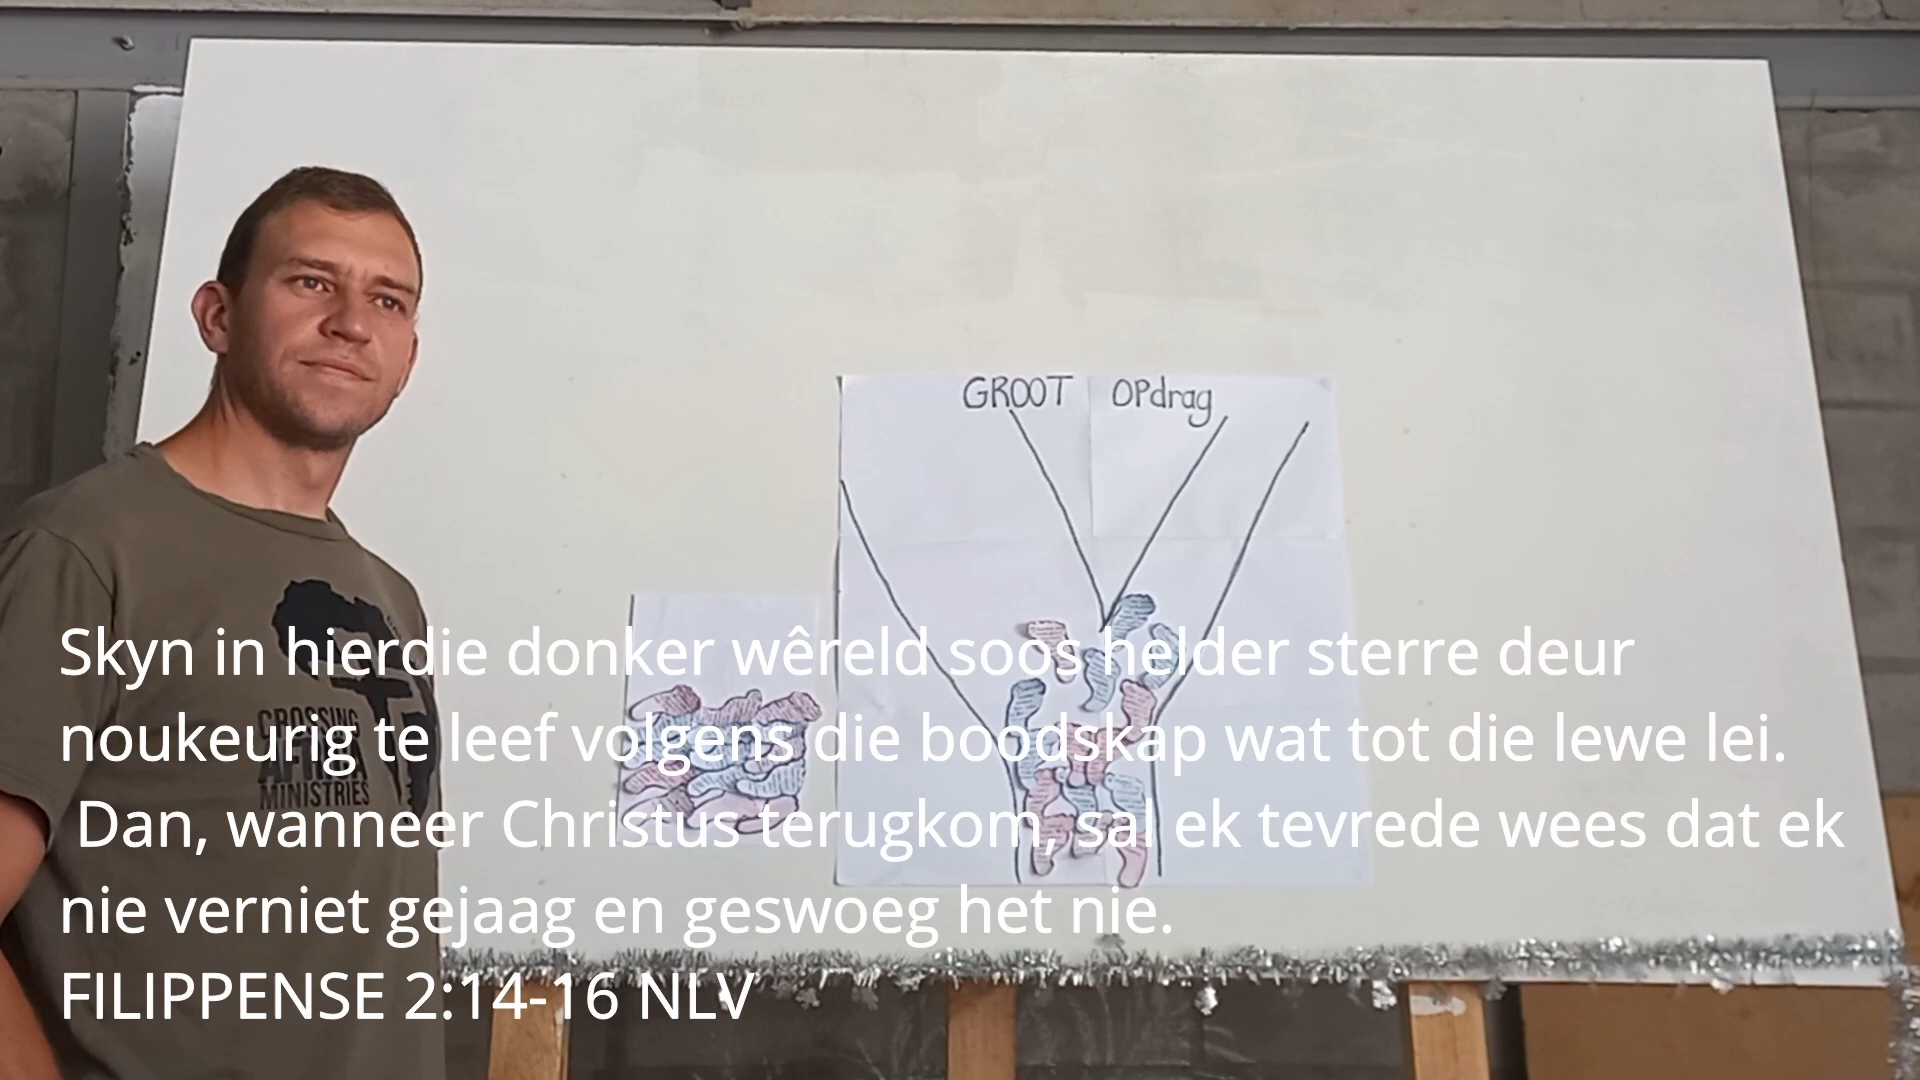 GROOT OPdrag
CROSSING
AFRICA
MINISTRIES
Skyn in hierdie donker wêreld soos helder sterre deur
noukeurig te leef volgens die boodskap wat tot die lewe lei.
Dan, wanneer Christus terugkom, sal ek tevrede wees dat ek
nie verniet gejaag en geswoeg het nie.
FILIPPENSE 2:14-16 NLV